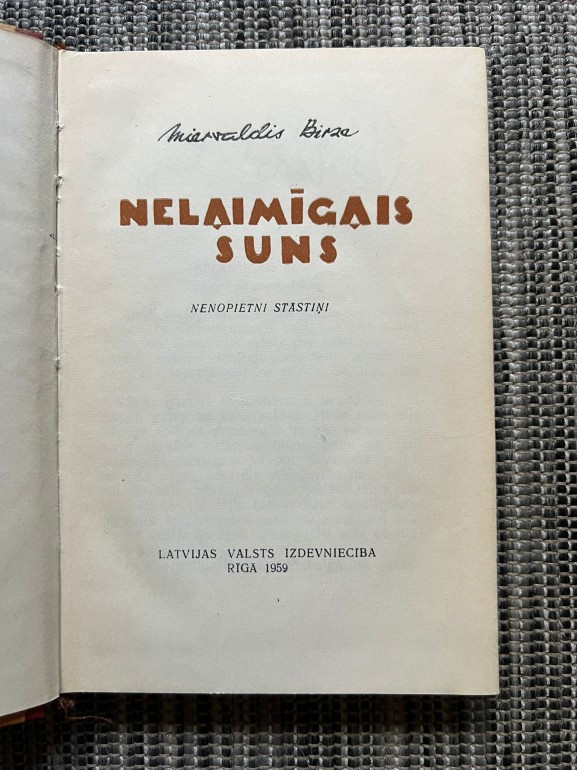 Miervaldis Birze
NELAIMĪGAIS
SUNS
NENOPIETNI STĀSTIŅI
LATVIJAS VALSTS IZDEVNIECĪBA
RĪGĀ 1959